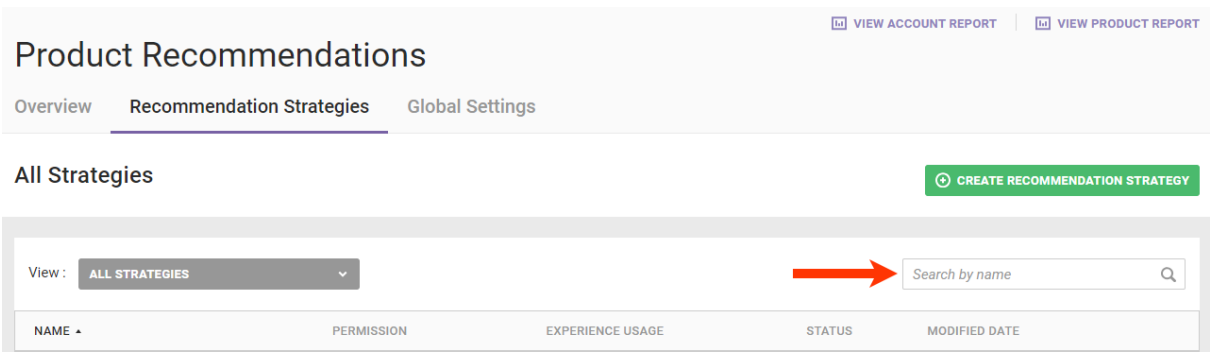 VIEW ACCOUNT REPORT VIEW PRODUCT REPORT
Product Recommendations
Overview Recommendation Strategies Global Settings
All Strategies
CREATE RECOMMENDATION STRATEGY
View : ALL STRATEGIES Search by name
NAME PERMISSION EXPERIENCE USAGE STATUS MODIFIED DATE